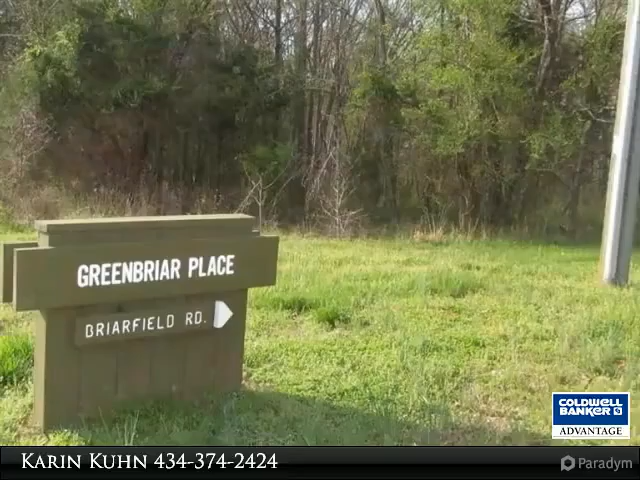 GREENBRIAR PLACE
BRIARFIELD RD.
COLDWELL
BANKER
ADVANTAGE
KARIN KUHN 434-374-2424
Paradym